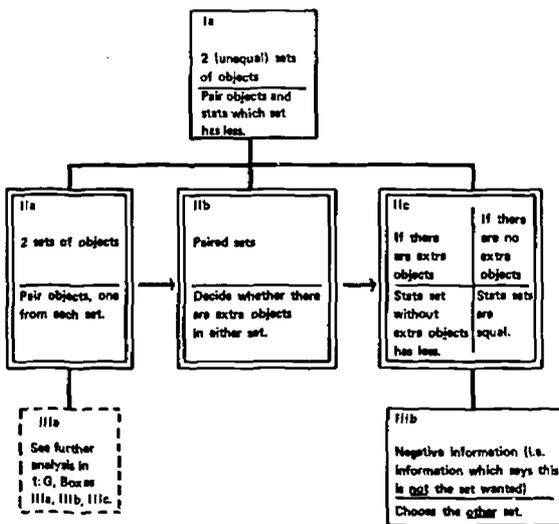 Ia
2 (unequal) sets
of objects
Pair objects and
state which set
has less.
IIa
2 sets of objects
Pair objects, one
from each set.
IIb
Paired sets
Decide whether there
are extra objects
in either set.
IIc
If there
are extra
objects
State set
without
extra objects
has less.
If there
are no
extra
objects
State sets
are
equal.
IIIa
See further
analysis in
1:G, Boxes
IIIa, IIIb, IIIc.
IIIb
Negative information (i.e.
information which says this
is not the set wanted)
Choose the other set.